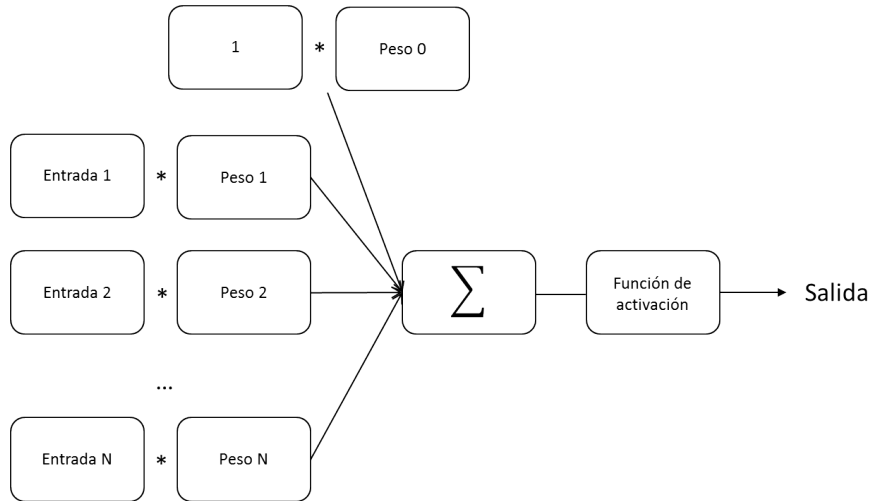 1 * Peso 0
Entrada 1 * Peso 1
Entrada 2 * Peso 2
∑
Función de
activación
Salida
...
Entrada N * Peso N